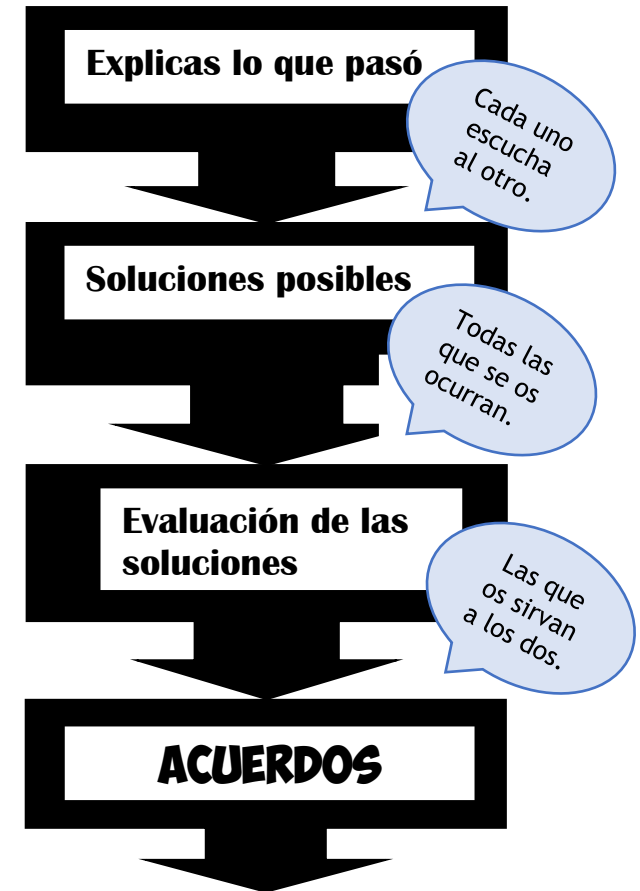 Explicas lo que pasó
Cada uno
escucha
al otro.
Soluciones posibles
Todas las
que se os
ocurran.
Evaluación de las
soluciones
Las que
os sirvan
a los dos.
ACUERDOS